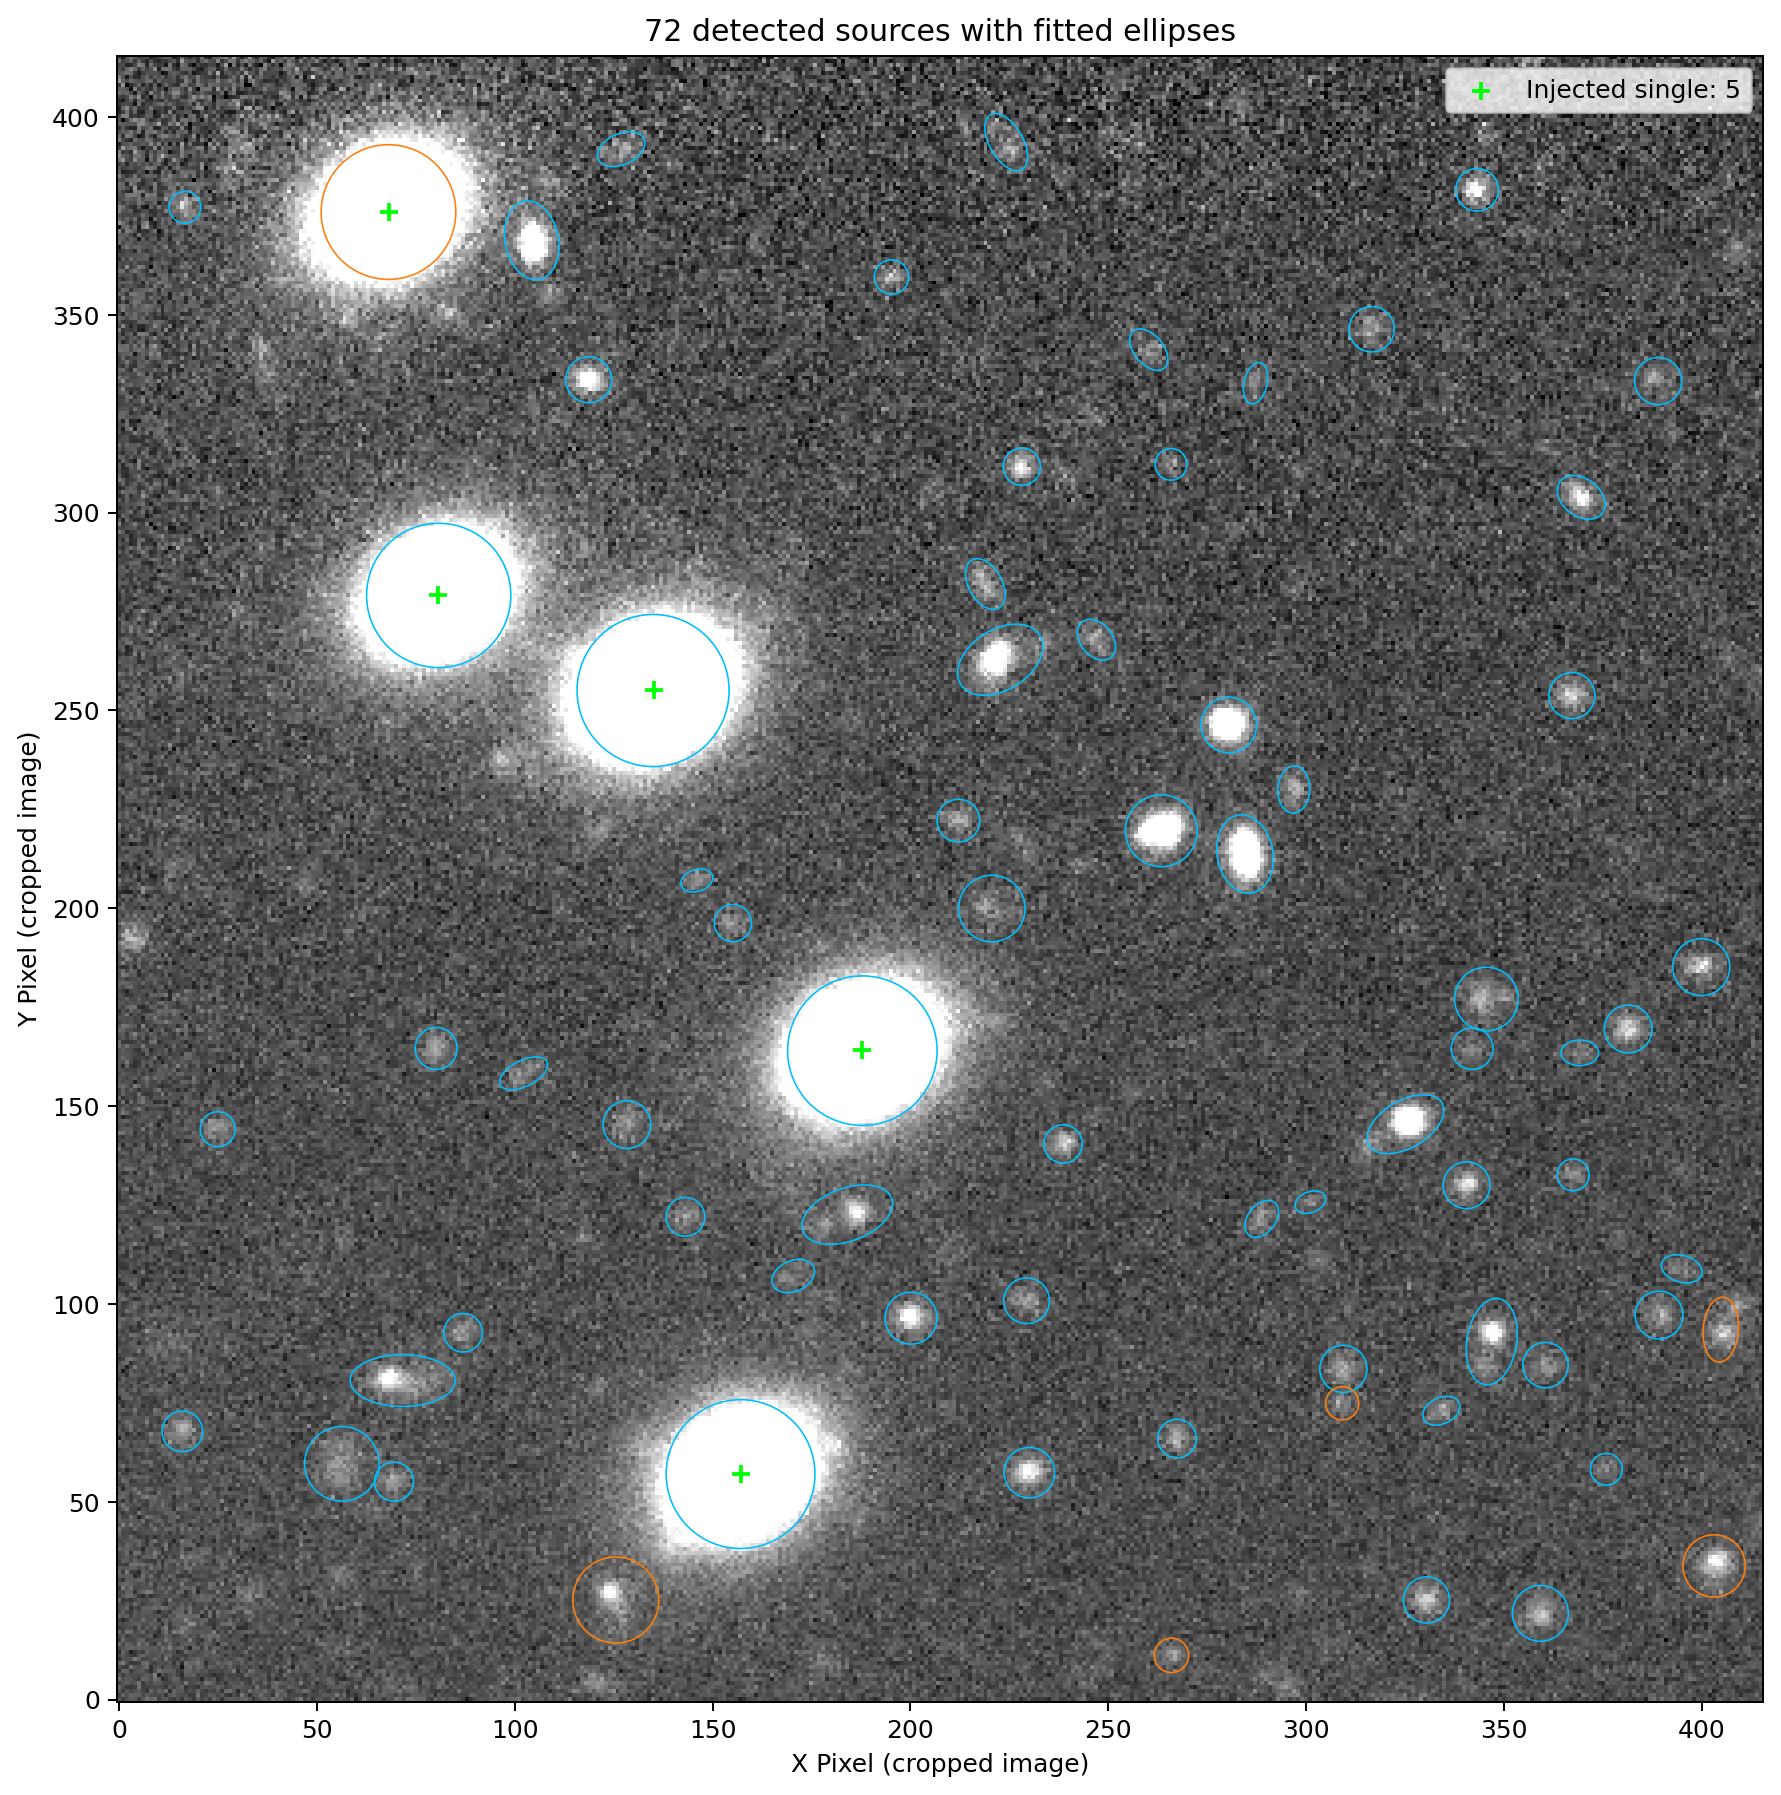 72 detected sources with fitted ellipses
Injected single: 5
400
350
300
250
200
150
100
50
0
Y Pixel (cropped image)
0 50 100 150 200 250 300 350 400
X Pixel (cropped image)